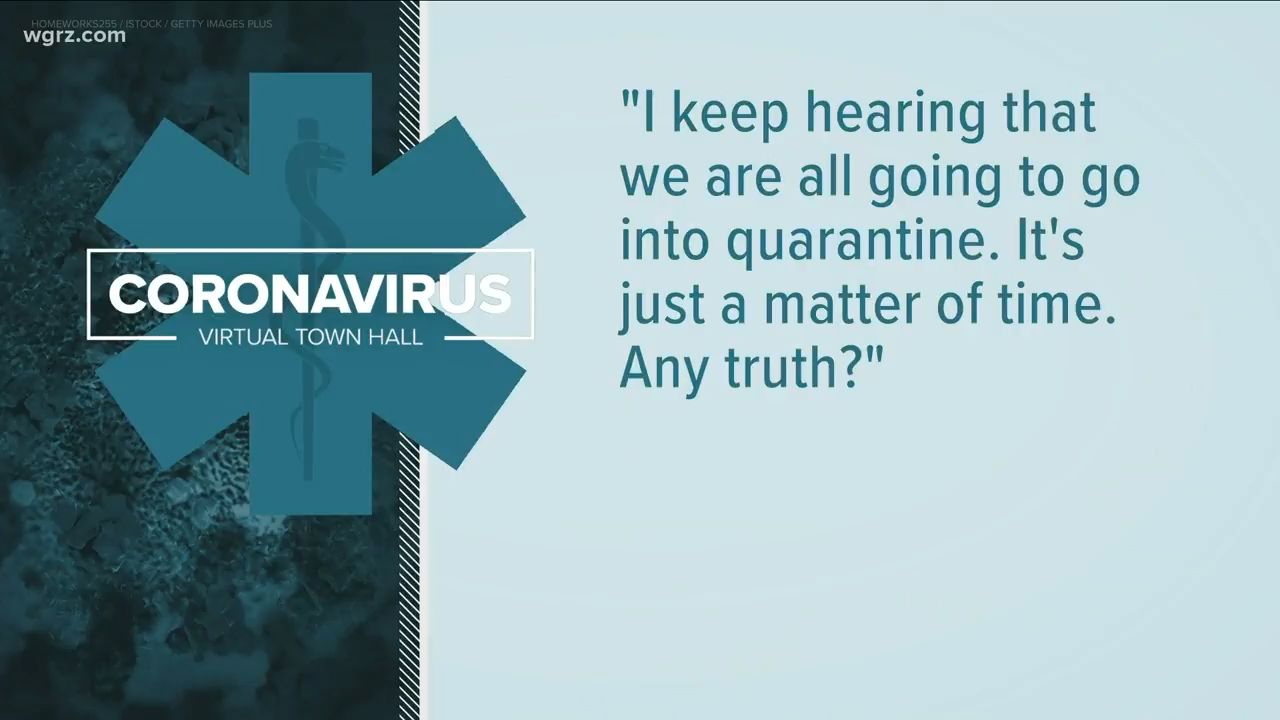 HOMEWORKS255 / ISTOCK / GETTY IMAGES PLUS
wgrz.com
CORONAVIRUS
VIRTUAL TOWN HALL
"I keep hearing that
we are all going to go
into quarantine. It's
just a matter of time.
Any truth?"